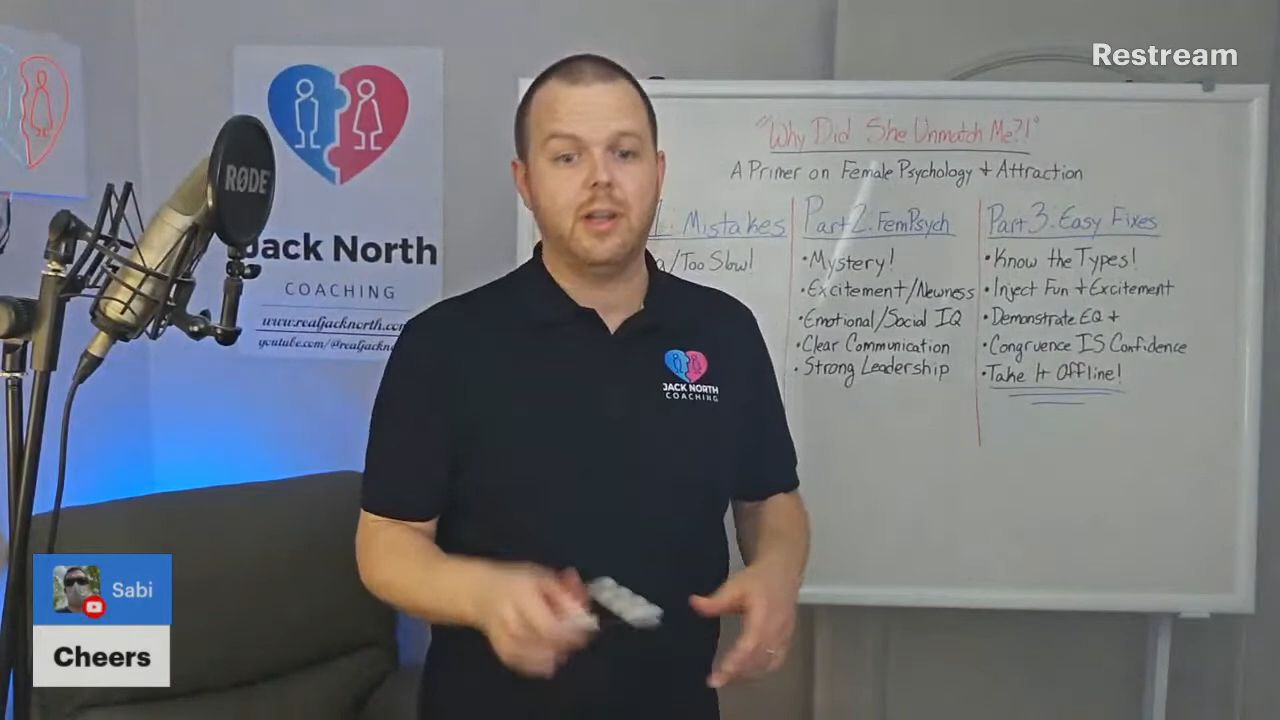 Restream
RØDE
Jack North
COACHING
www.realjacknorth.com
youtube.com/@realjackno
"Why Did She Unmatch Me?!"
A Primer on Female Psychology + Attraction
Mistakes
/Too Slow!
Part 2: FemPsych
•Mystery!
•Excitement/Newness
•Emotional/Social IQ
•Clear Communication
•Strong Leadership
Part 3: Easy Fixes
•Know the Types!
•Inject Fun + Excitement
•Demonstrate EQ +
•Congruence IS Confidence
•Take It Offline!
JACK NORTH
COACHING
Sabi
Cheers